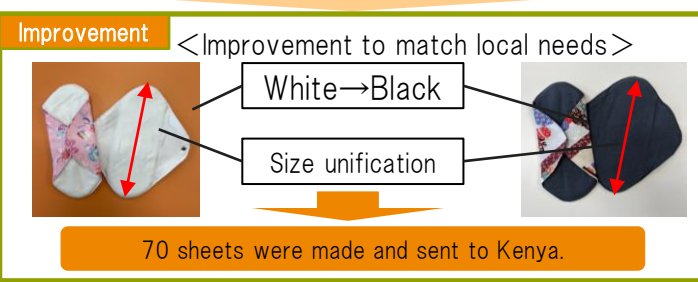 Improvement
＜Improvement to match local needs＞
White→Black
Size unification
70 sheets were made and sent to Kenya.